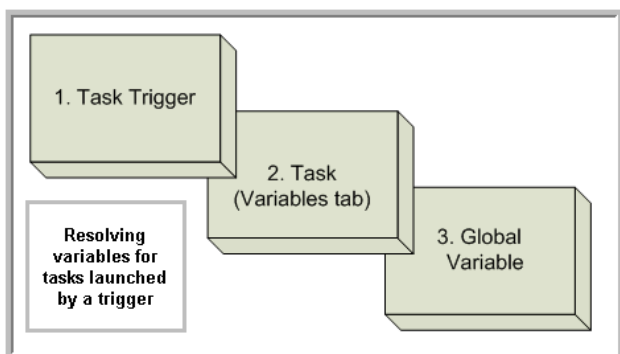 1. Task Trigger
2. Task
(Variables tab)
3. Global
Variable
Resolving
variables for
tasks launched
by a trigger